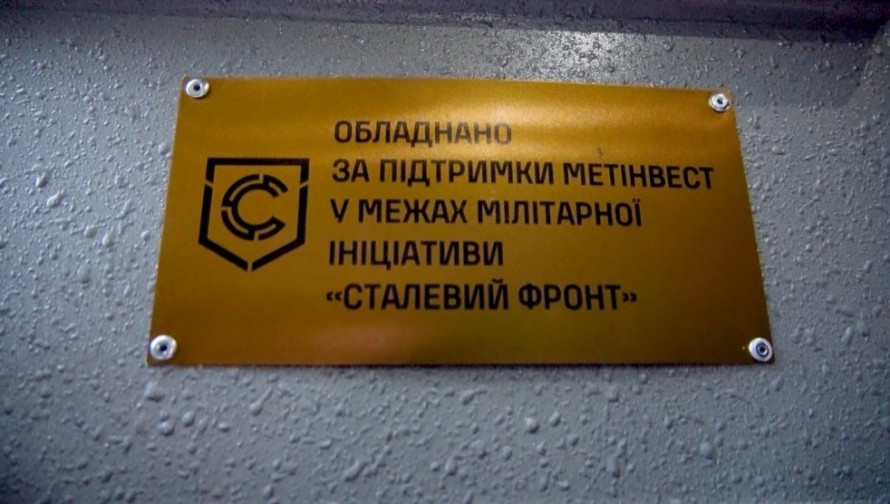 ОБЛАДНАНО
ЗА ПІДТРИМКИ МЕТІНВЕСТ
У МЕЖАХ МІЛІТАРНОЇ
ІНІЦІАТИВИ
«СТАЛЕВИЙ ФРОНТ»